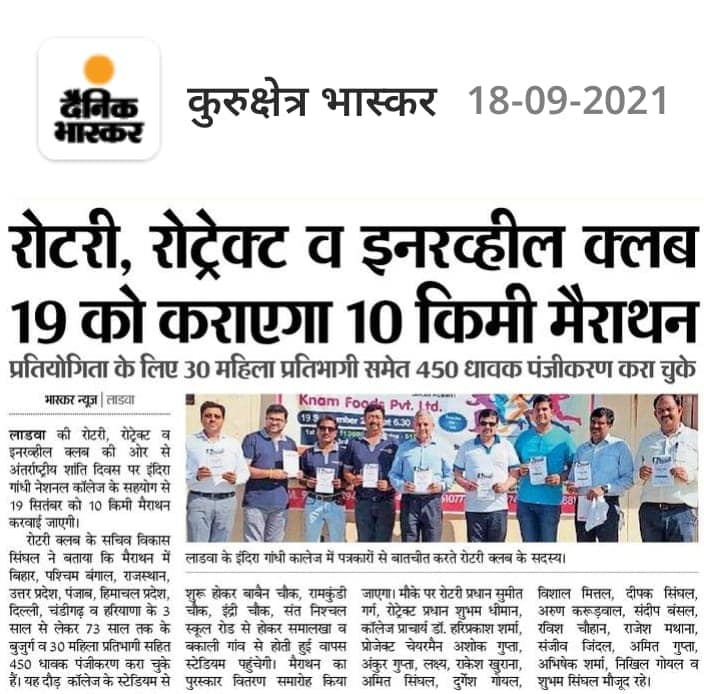 दैनिक
भास्कर
कुरुक्षेत्र भास्कर 18-09-2021
रोटरी, रोट्रेक्ट व इनरव्हील क्लब
19 को कराएगा 10 किमी मैराथन
प्रतियोगिता के लिए 30 महिला प्रतिभागी समेत 450 धावक पंजीकरण करा चुके
भास्कर न्यूज | लाडवा
लाडवा की रोटरी, रोट्रेक्ट व
इनरव्हील क्लब की ओर से
अंतर्राष्ट्रीय शांति दिवस पर इंदिरा
गांधी नेशनल कॉलेज के सहयोग से
19 सितंबर को 10 किमी मैराथन
करवाई जाएगी।
रोटरी क्लब के सचिव विकास
सिंघल ने बताया कि मैराथन में
बिहार, पश्चिम बंगाल, राजस्थान,
उत्तर प्रदेश, पंजाब, हिमाचल प्रदेश,
दिल्ली, चंडीगढ़ व हरियाणा के 3
साल से लेकर 73 साल तक के
बुजुर्ग व 30 महिला प्रतिभागी सहित
450 धावक पंजीकरण करा चुके
हैं। यह दौड़ कॉलेज के स्टेडियम से
Knam Foods Pvt. Ltd.
लाडवा के इंदिरा गांधी कालेज में पत्रकारों से बातचीत करते रोटरी क्लब के सदस्य।
शुरू होकर बाबैन चौक, रामकुंडी
चौक, इंद्री चौक, संत निश्चल
स्कूल रोड से होकर समालखा व
बकाली गांव से होती हुई वापस
स्टेडियम पहुंचेगी। मैराथन का
पुरस्कार वितरण समारोह किया
जाएगा। मौके पर रोटरी प्रधान सुमीत
गर्ग, रोट्रेक्ट प्रधान शुभम धीमान,
कॉलेज प्राचार्य डॉ. हरिप्रकाश शर्मा,
प्रोजेक्ट चेयरमैन अशोक गुप्ता,
अंकुर गुप्ता, लक्ष्य, राकेश खुराना,
अमित सिंघल, दुर्गेश गोयल,
विशाल मित्तल, दीपक सिंघल,
अरुण करूड़वाल, संदीप बंसल,
रविश चौहान, राजेश मथाना,
संजीव जिंदल, अमित गुप्ता,
अभिषेक शर्मा, निखिल गोयल व
शुभम सिंघल मौजूद रहे।